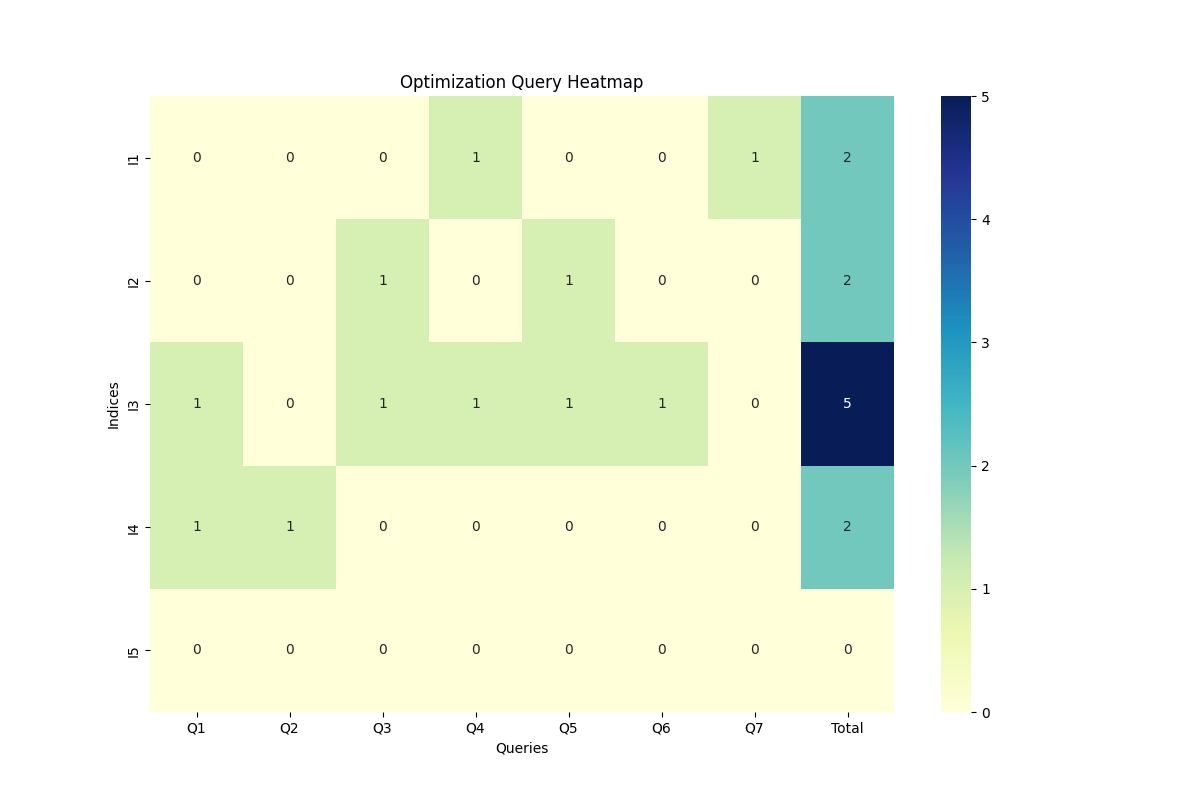 Optimization Query Heatmap
I1 0 0 0 1 0 0 1 2
I2 0 0 1 0 1 0 0 2
I3 1 0 1 1 1 1 0 5
I4 1 1 0 0 0 0 0 2
I5 0 0 0 0 0 0 0 0
Indices
Q1 Q2 Q3 Q4 Q5 Q6 Q7 Total
Queries
5
4
3
2
1
0